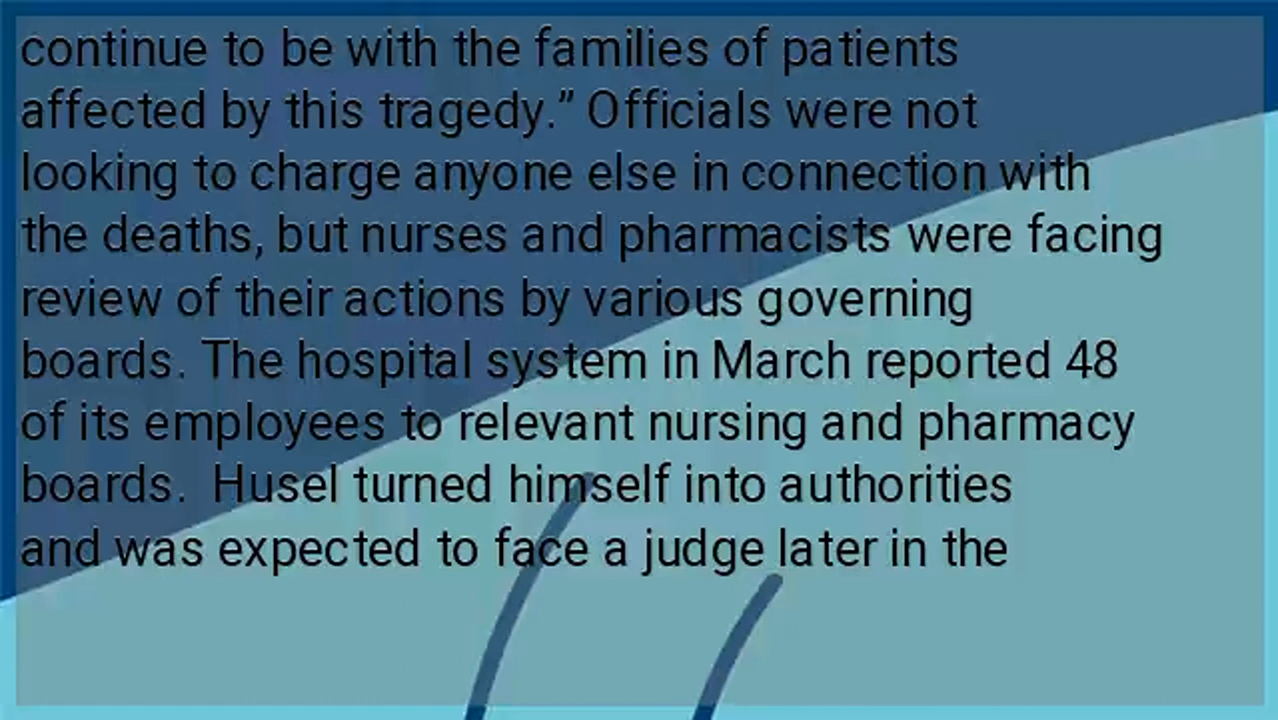 continue to be with the families of patients
affected by this tragedy.” Officials were not
looking to charge anyone else in connection with
the deaths, but nurses and pharmacists were facing
review of their actions by various governing
boards. The hospital system in March reported 48
of its employees to relevant nursing and pharmacy
boards.  Husel turned himself into authorities
and was expected to face a judge later in the